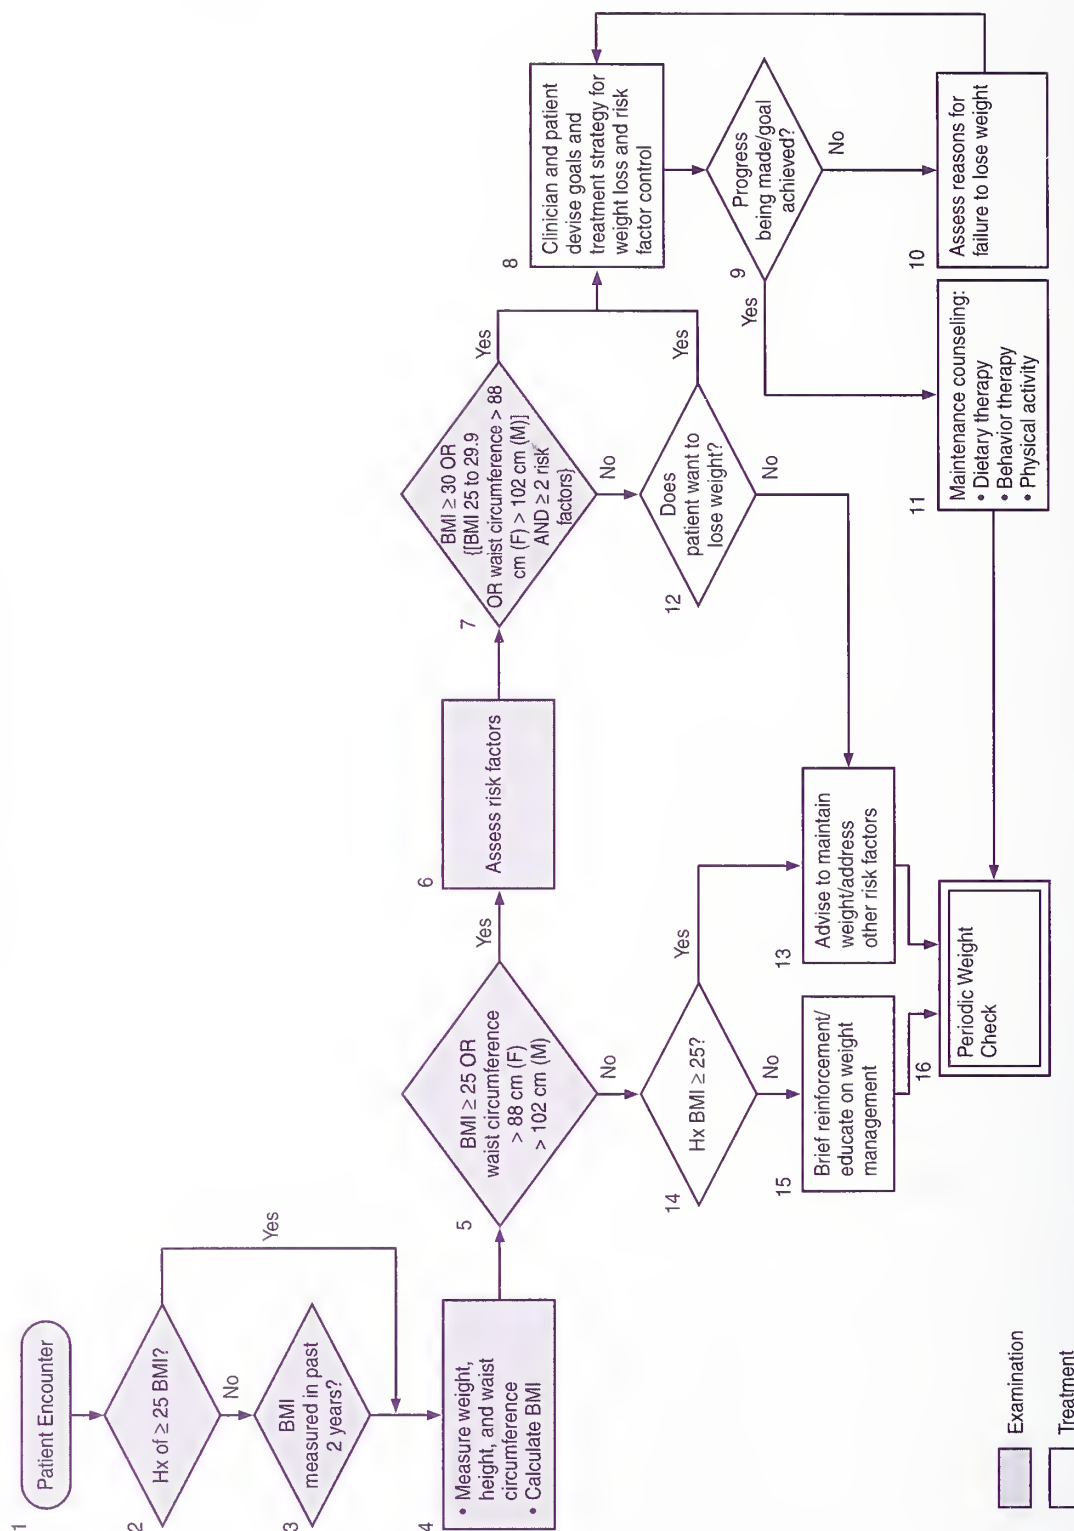 1
Patient Encounter
2
Hx of ≥ 25 BMI?
Yes
No
3
BMI
measured in past
2 years?
4
• Measure weight,
height, and waist
circumference
• Calculate BMI
5
BMI ≥ 25 OR
waist circumference
> 88 cm (F)
> 102 cm (M)
Yes
No
6
Assess risk factors
7
BMI ≥ 30 OR
{[BMI 25 to 29.9
OR waist circumference > 88
cm (F) > 102 cm (M)]
AND ≥ 2 risk
factors}
Yes
No
8
Clinician and patient
devise goals and
treatment strategy for
weight loss and risk
factor control
9
Progress
being made/goal
achieved?
Yes
No
10
Assess reasons for
failure to lose weight
11
Maintenance counseling:
• Dietary therapy
• Behavior therapy
• Physical activity
12
Does
patient want to
lose weight?
Yes
No
13
Advise to maintain
weight/address
other risk factors
14
Hx BMI ≥ 25?
Yes
No
15
Brief reinforcement/
educate on weight
management
16
Periodic Weight
Check
Examination
Treatment